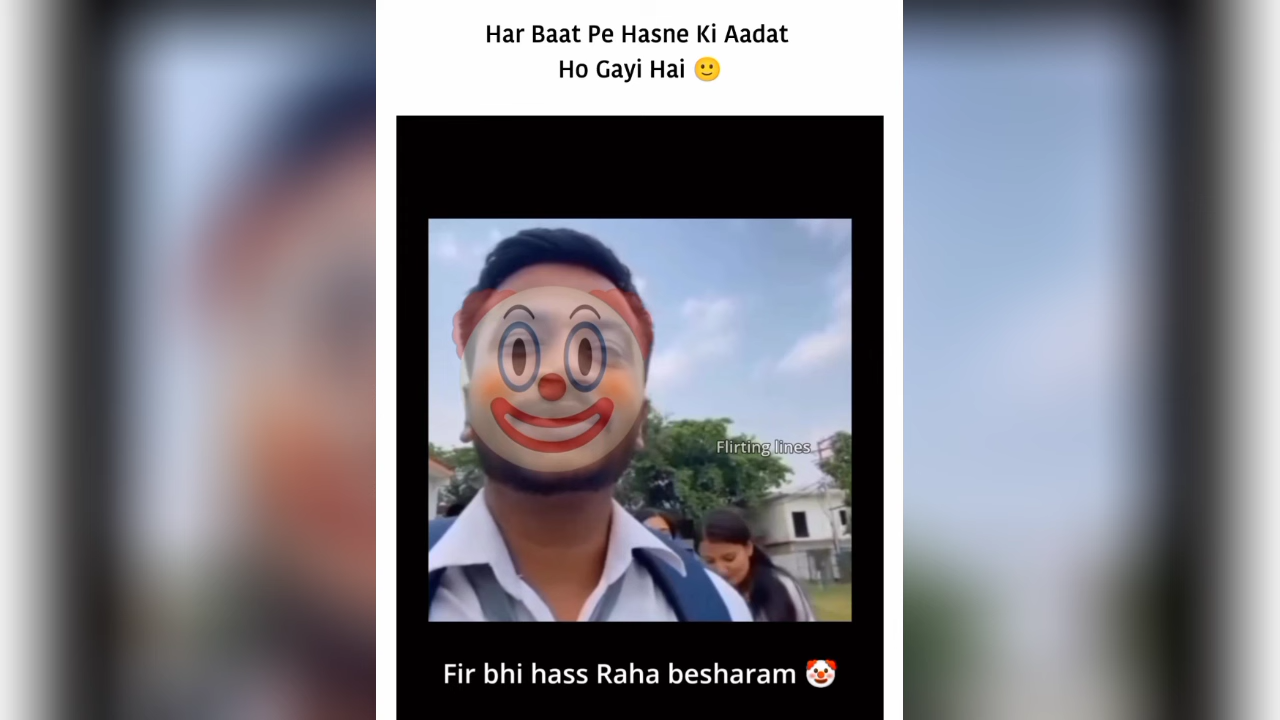 Har Baat Pe Hasne Ki Aadat
Ho Gayi Hai 🙂
Flirting lines
Fir bhi hass Raha besharam 🤡